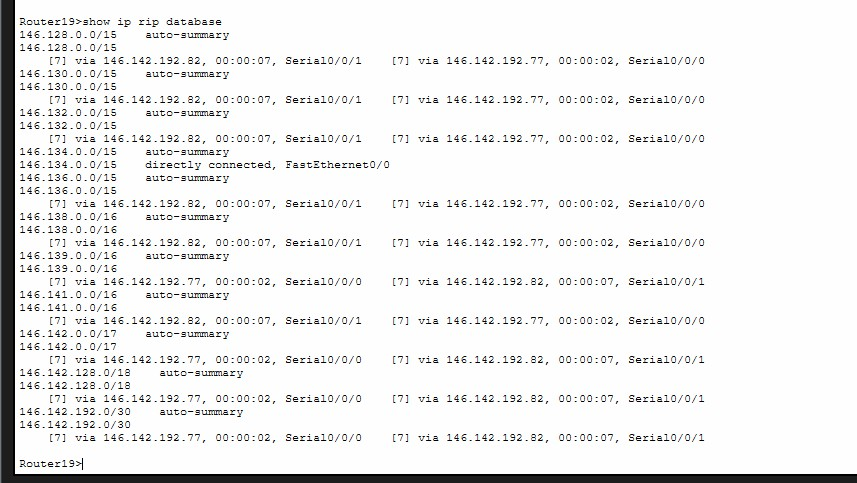 Router19>show ip rip database
146.128.0.0/15    auto-summary
146.128.0.0/15
    [7] via 146.142.192.82, 00:00:07, Serial0/0/1    [7] via 146.142.192.77, 00:00:02, Serial0/0/0
146.130.0.0/15    auto-summary
146.130.0.0/15
    [7] via 146.142.192.82, 00:00:07, Serial0/0/1    [7] via 146.142.192.77, 00:00:02, Serial0/0/0
146.132.0.0/15    auto-summary
146.132.0.0/15
    [7] via 146.142.192.82, 00:00:07, Serial0/0/1    [7] via 146.142.192.77, 00:00:02, Serial0/0/0
146.134.0.0/15    auto-summary
146.134.0.0/15    directly connected, FastEthernet0/0
146.136.0.0/15    auto-summary
146.136.0.0/15
    [7] via 146.142.192.82, 00:00:07, Serial0/0/1    [7] via 146.142.192.77, 00:00:02, Serial0/0/0
146.138.0.0/16    auto-summary
146.138.0.0/16
    [7] via 146.142.192.82, 00:00:07, Serial0/0/1    [7] via 146.142.192.77, 00:00:02, Serial0/0/0
146.139.0.0/16    auto-summary
146.139.0.0/16
    [7] via 146.142.192.77, 00:00:02, Serial0/0/0    [7] via 146.142.192.82, 00:00:07, Serial0/0/1
146.141.0.0/16    auto-summary
146.141.0.0/16
    [7] via 146.142.192.82, 00:00:07, Serial0/0/1    [7] via 146.142.192.77, 00:00:02, Serial0/0/0
146.142.0.0/17    auto-summary
146.142.0.0/17
    [7] via 146.142.192.77, 00:00:02, Serial0/0/0    [7] via 146.142.192.82, 00:00:07, Serial0/0/1
146.142.128.0/18    auto-summary
146.142.128.0/18
    [7] via 146.142.192.77, 00:00:02, Serial0/0/0    [7] via 146.142.192.82, 00:00:07, Serial0/0/1
146.142.192.0/30    auto-summary
146.142.192.0/30
    [7] via 146.142.192.77, 00:00:02, Serial0/0/0    [7] via 146.142.192.82, 00:00:07, Serial0/0/1
Router19>